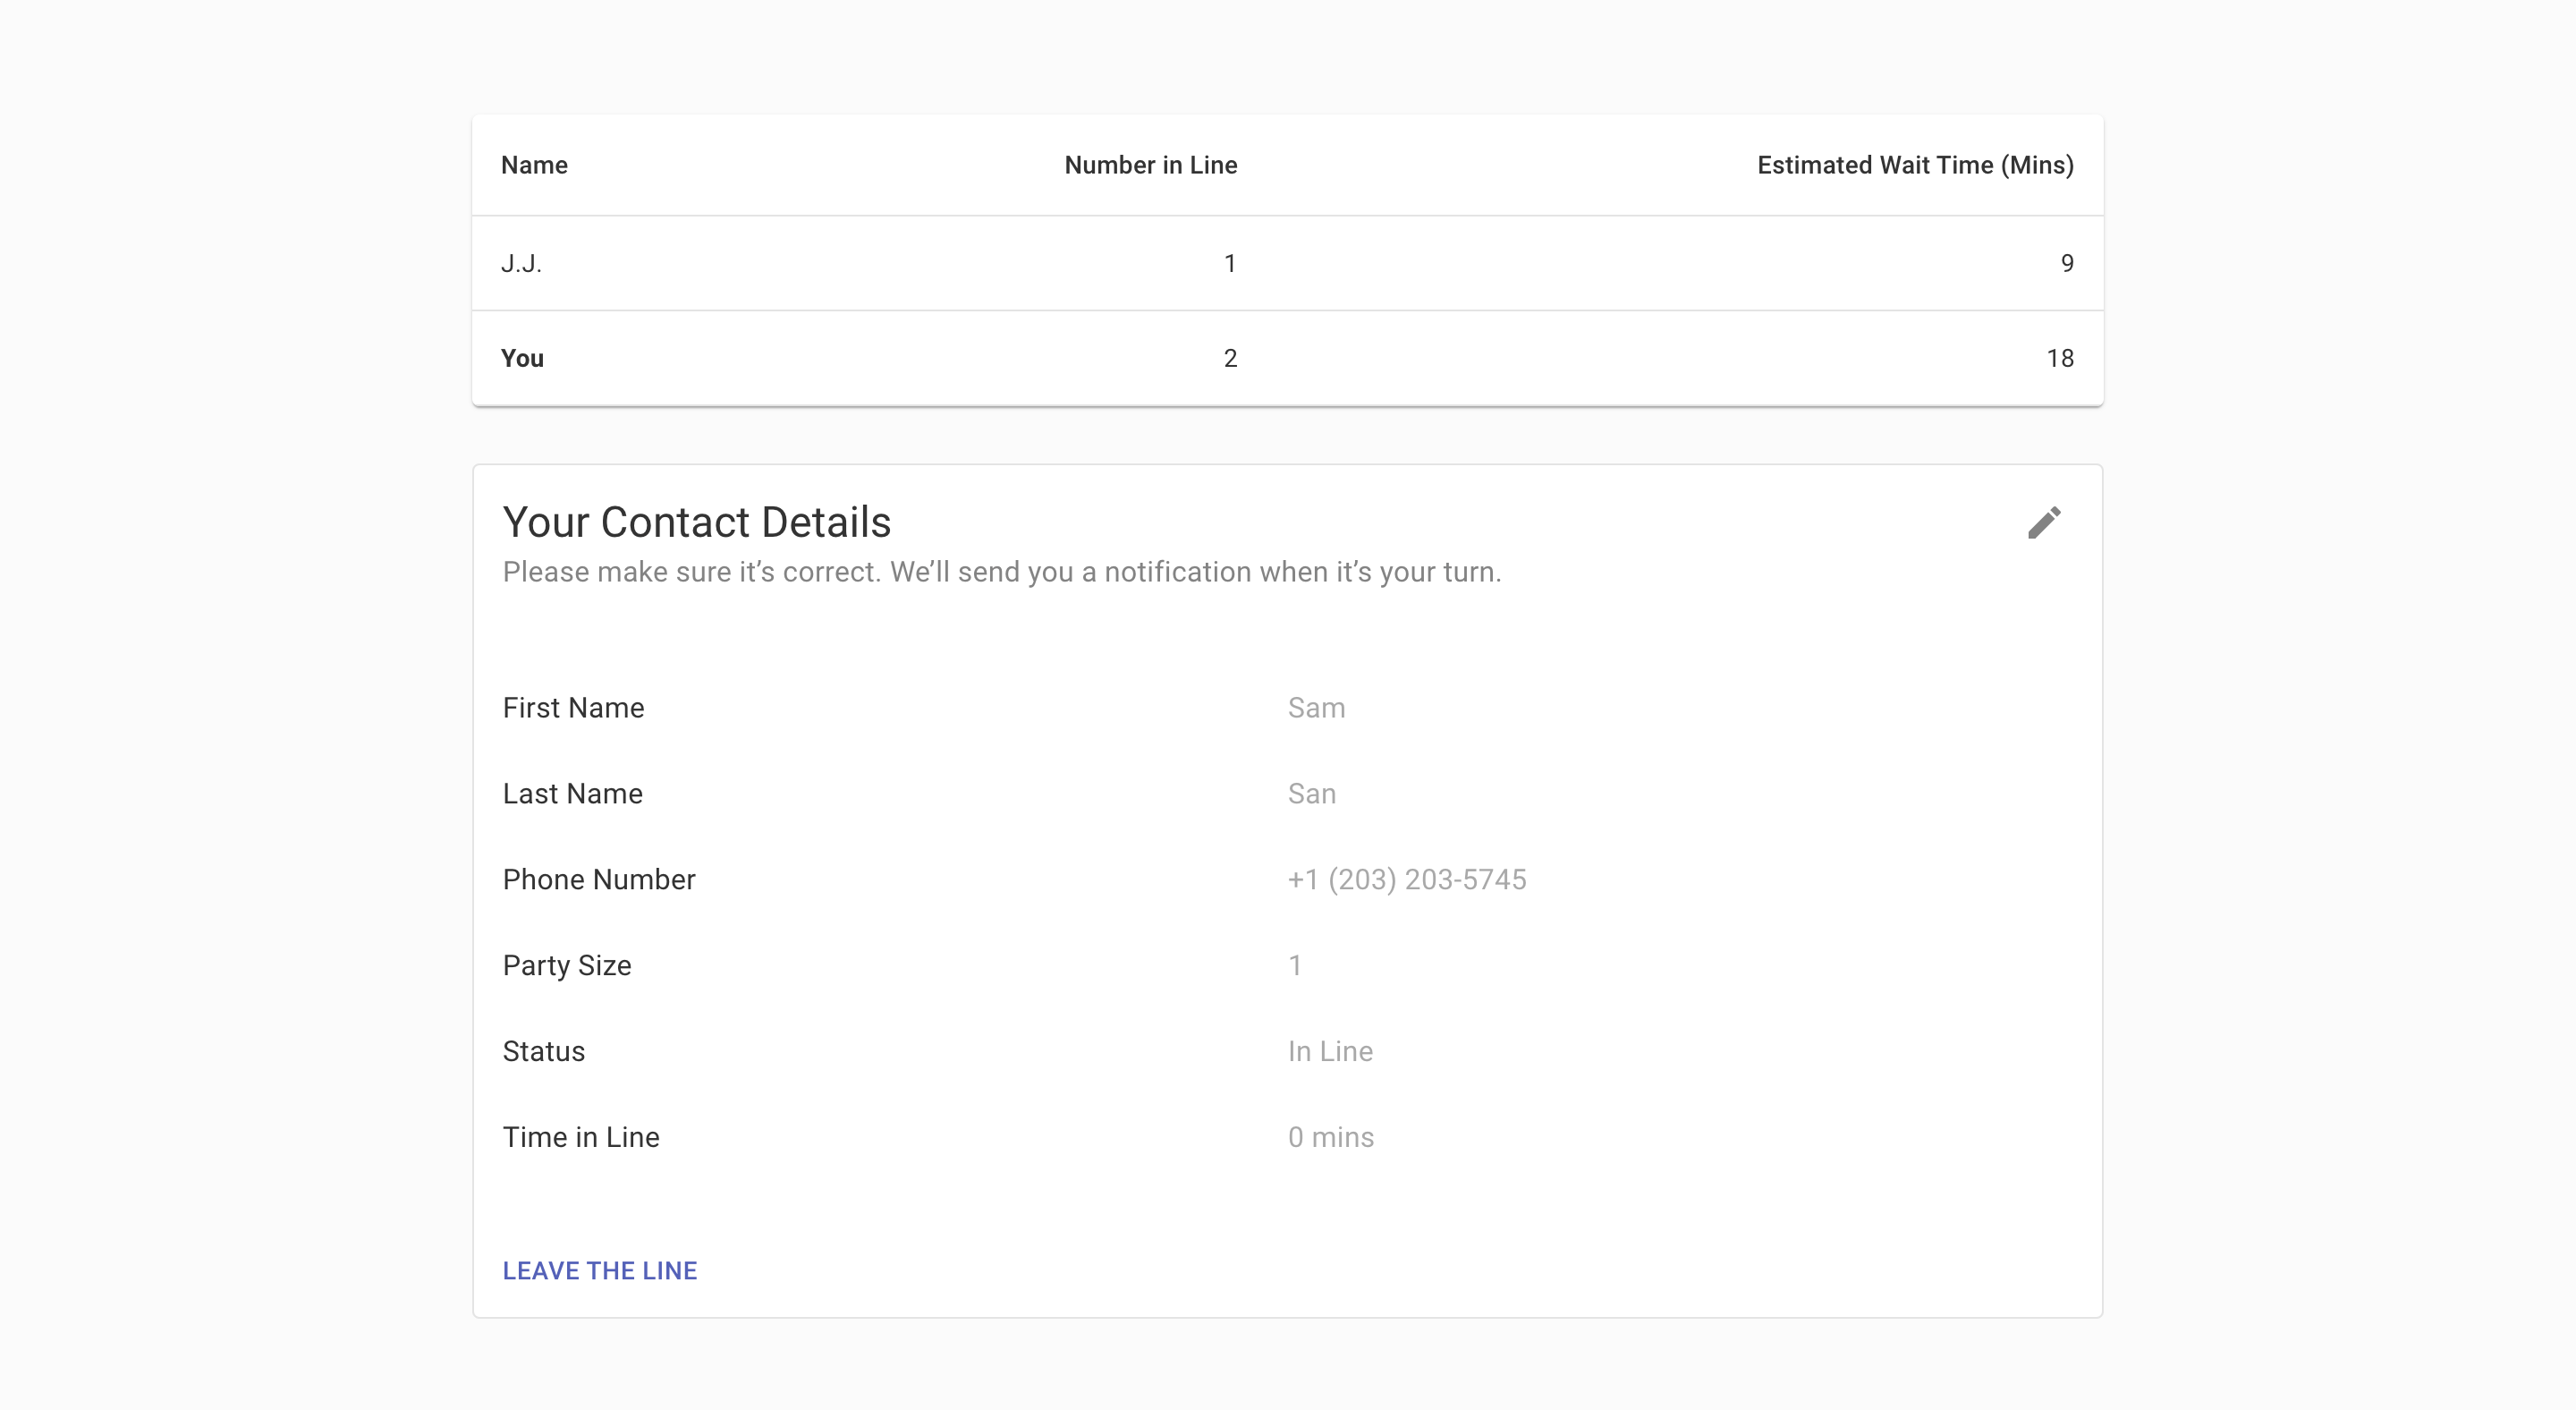 Name Number in Line Estimated Wait Time (Mins)
J.J. 1 9
You 2 18
Your Contact Details
Please make sure it’s correct. We’ll send you a notification when it’s your turn.
First Name Sam
Last Name San
Phone Number +1 (203) 203-5745
Party Size 1
Status In Line
Time in Line 0 mins
LEAVE THE LINE